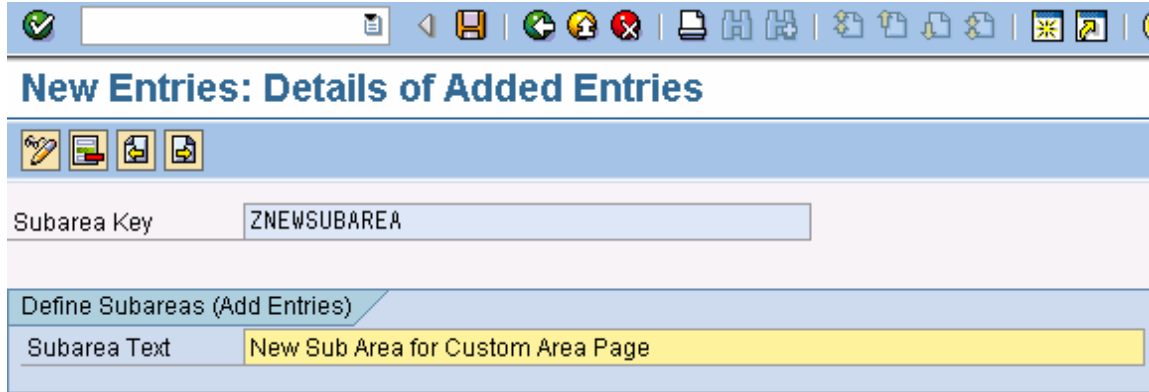 New Entries: Details of Added Entries
Subarea Key ZNEWSUBAREA
Define Subareas (Add Entries)
Subarea Text New Sub Area for Custom Area Page